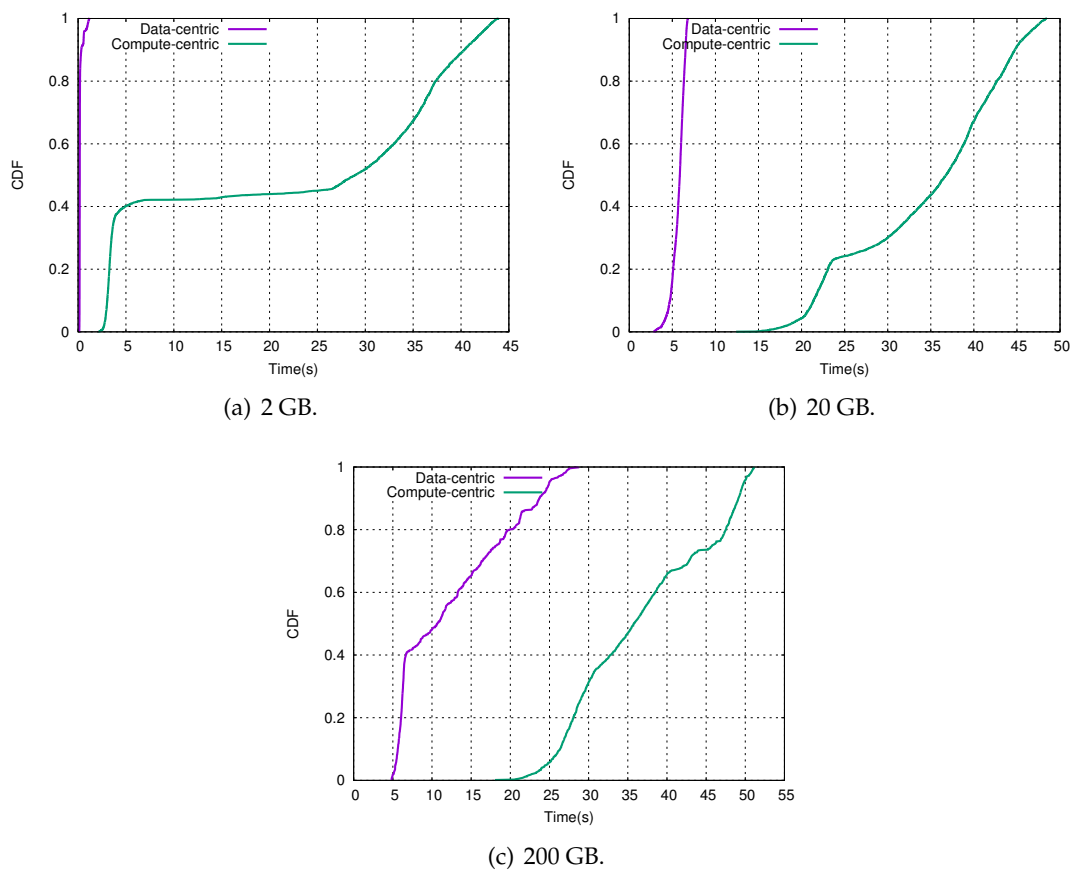 1
0.8
0.6
0.4
0.2
0
CDF
Data-centric
Compute-centric
0 5 10 15 20 25 30 35 40 45
Time(s)
(a) 2 GB.
1
0.8
0.6
0.4
0.2
0
CDF
Data-centric
Compute-centric
0 5 10 15 20 25 30 35 40 45 50
Time(s)
(b) 20 GB.
1
0.8
0.6
0.4
0.2
0
CDF
Data-centric
Compute-centric
0 5 10 15 20 25 30 35 40 45 50 55
Time(s)
(c) 200 GB.